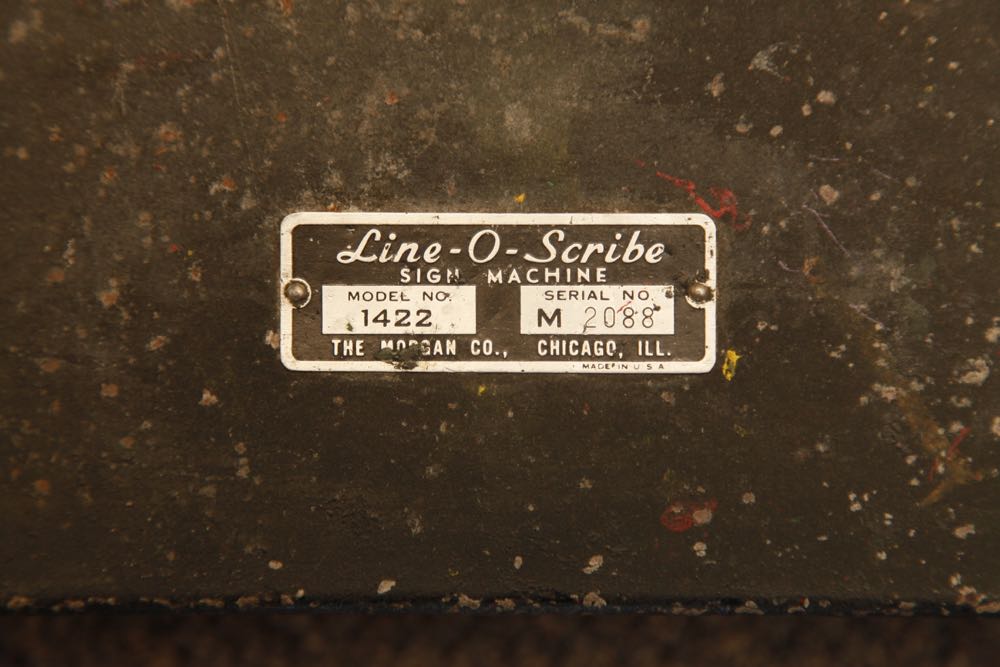 Line-O-Scribe
SIGN MACHINE
MODEL NO. SERIAL NO.
1422 M 2088
THE MORGAN CO., CHICAGO, ILL.
MADE IN U S A